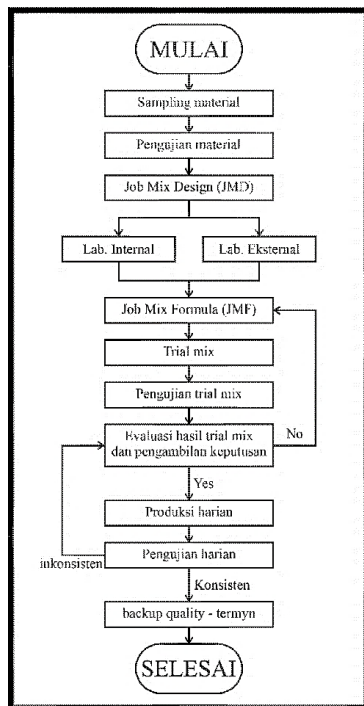 MULAI
Sampling material
Pengujian material
Job Mix Design (JMD)
Lab. Internal
Lab. Eksternal
Job Mix Formula (JMF)
Trial mix
Pengujian trial mix
Evaluasi hasil trial mix
dan pengambilan keputusan
No
Yes
Produksi harian
Pengujian harian
inkonsisten
Konsisten
backup quality - termyn
SELESAI